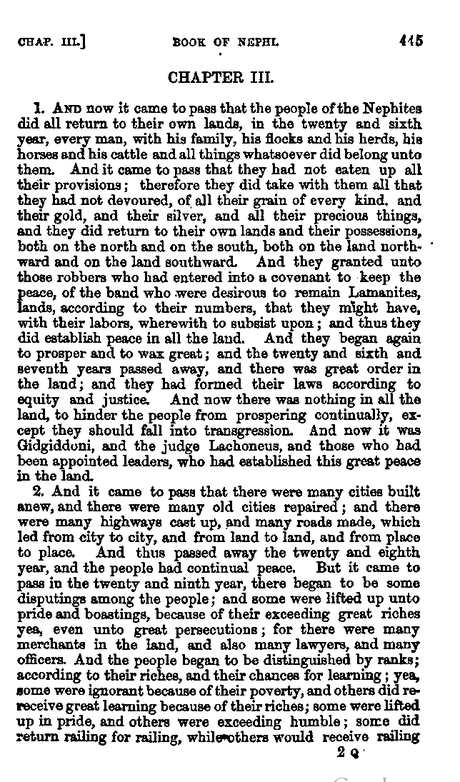 CHAP. III.] BOOK OF NEPHI. 445
CHAPTER III.
1. AND now it came to pass that the people of the Nephites
did all return to their own lands, in the twenty and sixth
year, every man, with his family, his flocks and his herds, his
horses and his cattle and all things whatsoever did belong unto
them. And it came to pass that they had not eaten up all
their provisions; therefore they did take with them all that
they had not devoured, of all their grain of every kind, and
their gold, and their silver, and all their precious things,
and they did return to their own lands and their possessions,
both on the north and on the south, both on the land north-
ward and on the land southward. And they granted unto
those robbers who had entered into a covenant to keep the
peace, of the band who were desirous to remain Lamanites,
lands, according to their numbers, that they might have,
with their labors, wherewith to subsist upon; and thus they
did establish peace in all the land. And they began again
to prosper and to wax great; and the twenty and sixth and
seventh years passed away, and there was great order in
the land; and they had formed their laws according to
equity and justice. And now there was nothing in all the
land, to hinder the people from prospering continually, ex-
cept they should fall into transgression. And now it was
Gidgiddoni, and the judge Lachoneus, and those who had
been appointed leaders, who had established this great peace
in the land.
2. And it came to pass that there were many cities built
anew, and there were many old cities repaired; and there
were many highways cast up, and many roads made, which
led from city to city, and from land to land, and from place
to place. And thus passed away the twenty and eighth
year, and the people had continual peace. But it came to
pass in the twenty and ninth year, there began to be some
disputings among the people; and some were lifted up unto
pride and boastings, because of their exceeding great riches
yea, even unto great persecutions; for there were many
merchants in the land, and also many lawyers, and many
officers. And the people began to be distinguished by ranks;
according to their riches, and their chances for learning; yea,
some were ignorant because of their poverty, and others did re-
receive great learning because of their riches; some were lifted
up in pride, and others were exceeding humble; some did
return railing for railing, while others would receive railing
2 Q